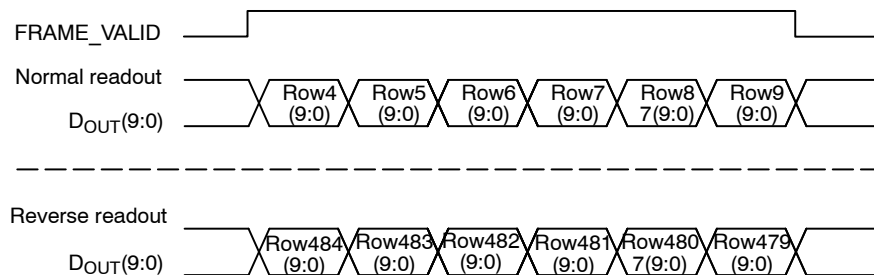 FRAME_VALID
Normal readout
Row4 Row5 Row6 Row7 Row8 Row9
(9:0) (9:0) (9:0) (9:0) 7(9:0) (9:0)
DOUT(9:0)
Reverse readout
Row484 Row483 Row482 Row481 Row480 Row479
(9:0) (9:0) (9:0) (9:0) 7(9:0) (9:0)
DOUT(9:0)